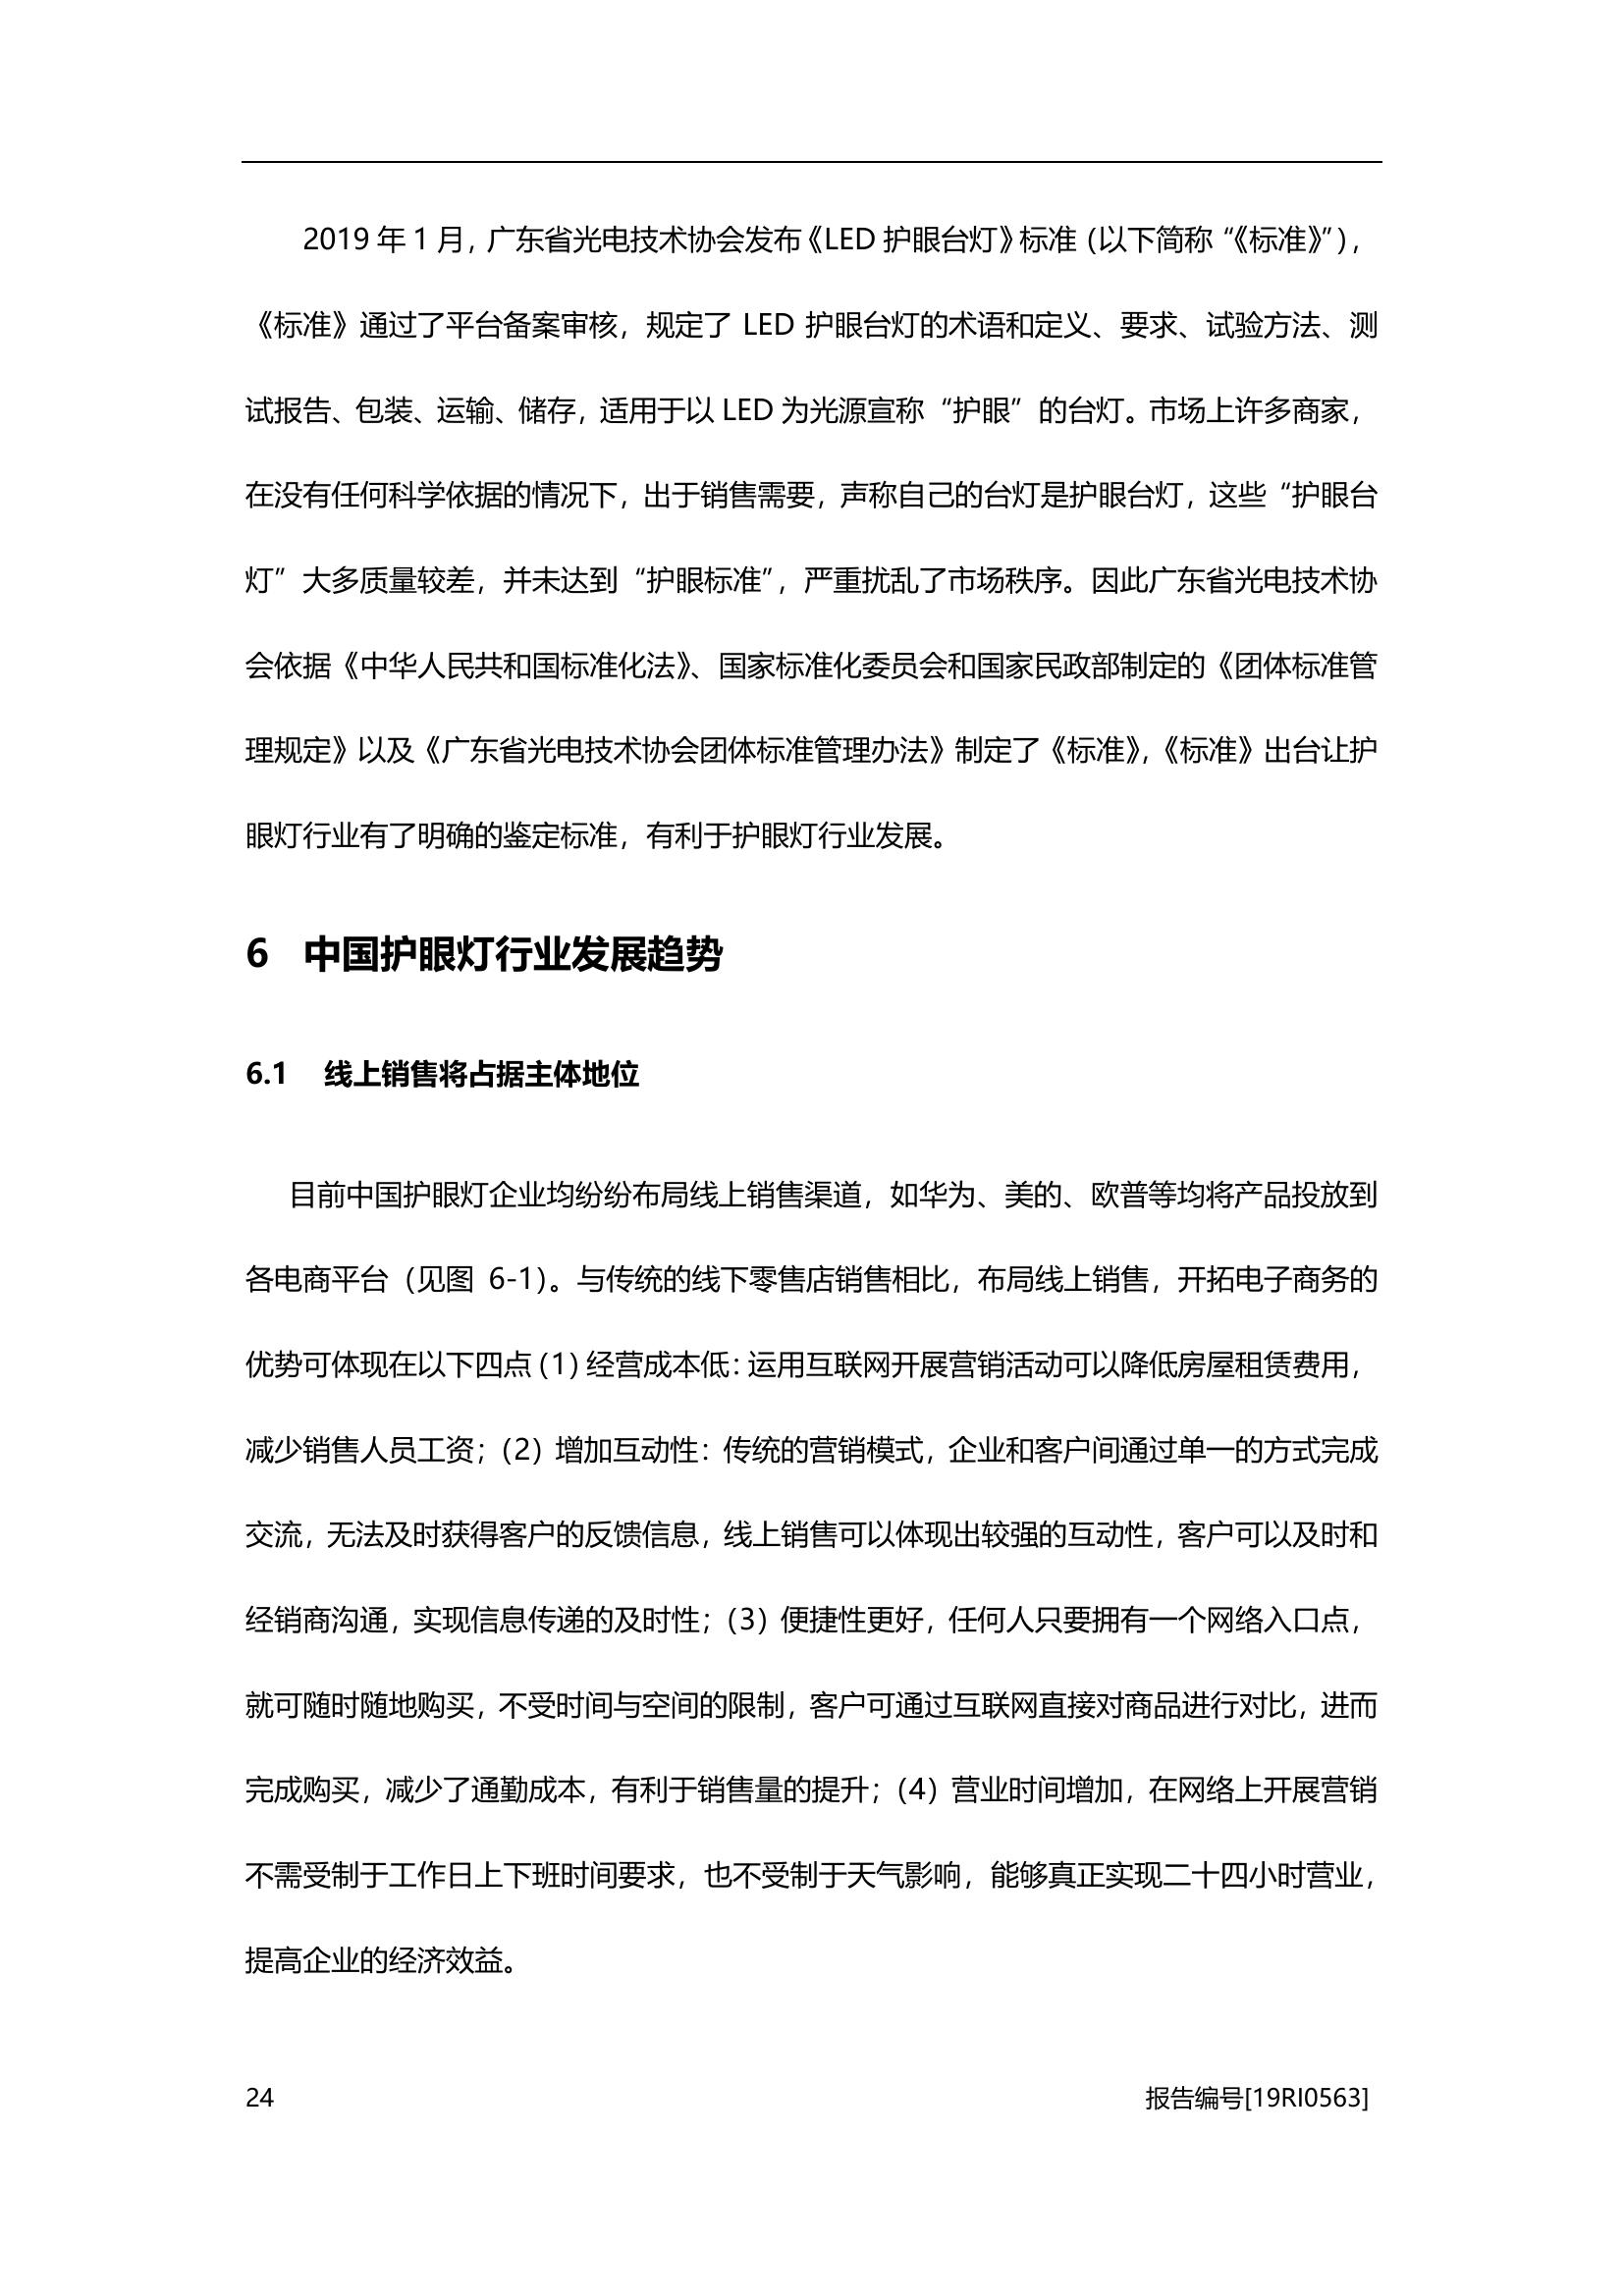 2019 年 1 月，广东省光电技术协会发布《LED 护眼台灯》标准（以下简称“《标准》”），
《标准》通过了平台备案审核，规定了 LED 护眼台灯的术语和定义、要求、试验方法、测
试报告、包装、运输、储存，适用于以 LED 为光源宣称“护眼”的台灯。市场上许多商家，
在没有任何科学依据的情况下，出于销售需要，声称自己的台灯是护眼台灯，这些“护眼台
灯”大多质量较差，并未达到“护眼标准”，严重扰乱了市场秩序。因此广东省光电技术协
会依据《中华人民共和国标准化法》、国家标准化委员会和国家民政部制定的《团体标准管
理规定》以及《广东省光电技术协会团体标准管理办法》制定了《标准》，《标准》出台让护
眼灯行业有了明确的鉴定标准，有利于护眼灯行业发展。
6 中国护眼灯行业发展趋势
6.1 线上销售将占据主体地位
目前中国护眼灯企业均纷纷布局线上销售渠道，如华为、美的、欧普等均将产品投放到
各电商平台（见图 6-1）。与传统的线下零售店销售相比，布局线上销售，开拓电子商务的
优势可体现在以下四点（1）经营成本低：运用互联网开展营销活动可以降低房屋租赁费用，
减少销售人员工资；（2）增加互动性：传统的营销模式，企业和客户间通过单一的方式完成
交流，无法及时获得客户的反馈信息，线上销售可以体现出较强的互动性，客户可以及时和
经销商沟通，实现信息传递的及时性；（3）便捷性更好，任何人只要拥有一个网络入口点，
就可随时随地购买，不受时间与空间的限制，客户可通过互联网直接对商品进行对比，进而
完成购买，减少了通勤成本，有利于销售量的提升；（4）营业时间增加，在网络上开展营销
不需受制于工作日上下班时间要求，也不受制于天气影响，能够真正实现二十四小时营业，
提高企业的经济效益。
24 报告编号[19RI0563]